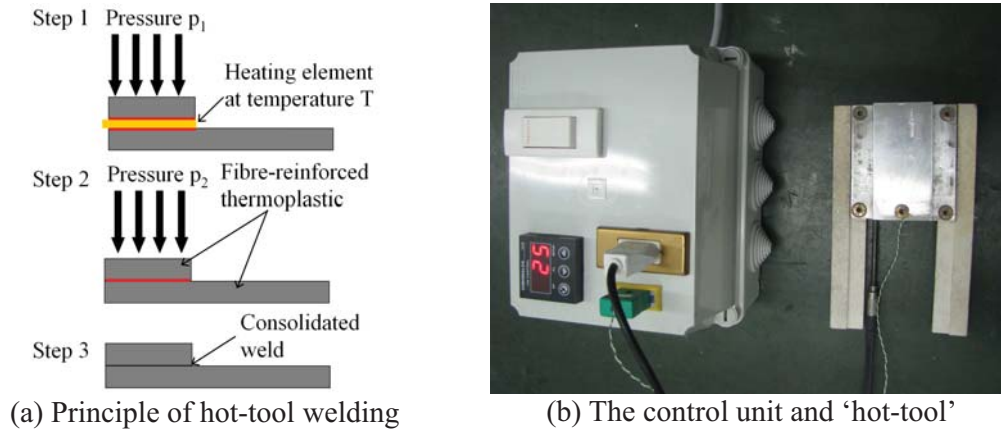 Step 1 Pressure p₁
Heating element
at temperature T
Step 2 Pressure p₂
Fibre-reinforced
thermoplastic
Step 3 Consolidated
weld
(a) Principle of hot-tool welding
52
(b) The control unit and ‘hot-tool’